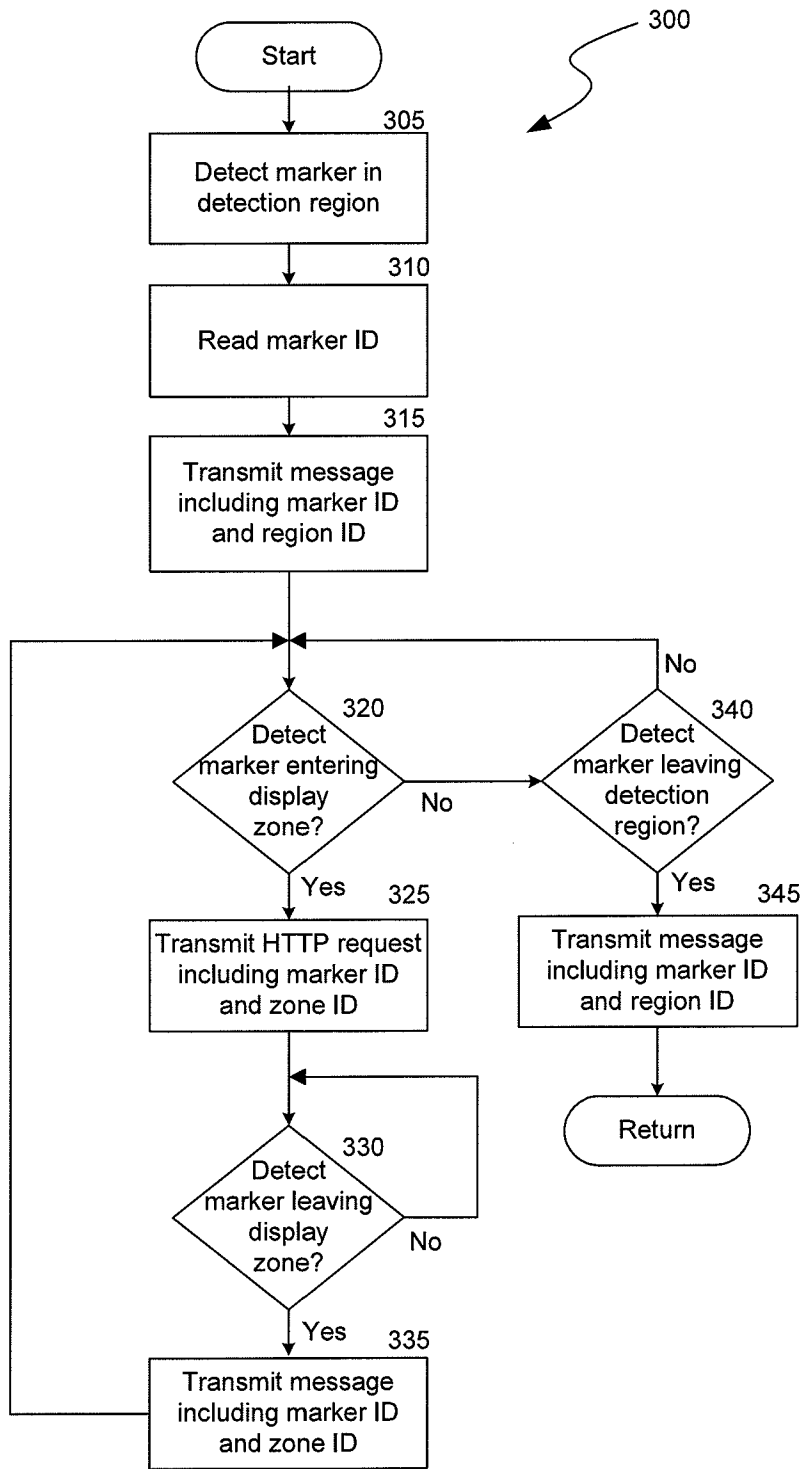 300
Start
305
Detect marker in
detection region
310
Read marker ID
315
Transmit message
including marker ID
and region ID
320
Detect
marker entering
display
zone?
No
Yes
340
No
Detect
marker leaving
detection
region?
Yes
325
Transmit HTTP request
including marker ID
and zone ID
345
Transmit message
including marker ID
and region ID
Return
330
Detect
marker leaving
display
zone?
No
Yes
335
Transmit message
including marker ID
and zone ID